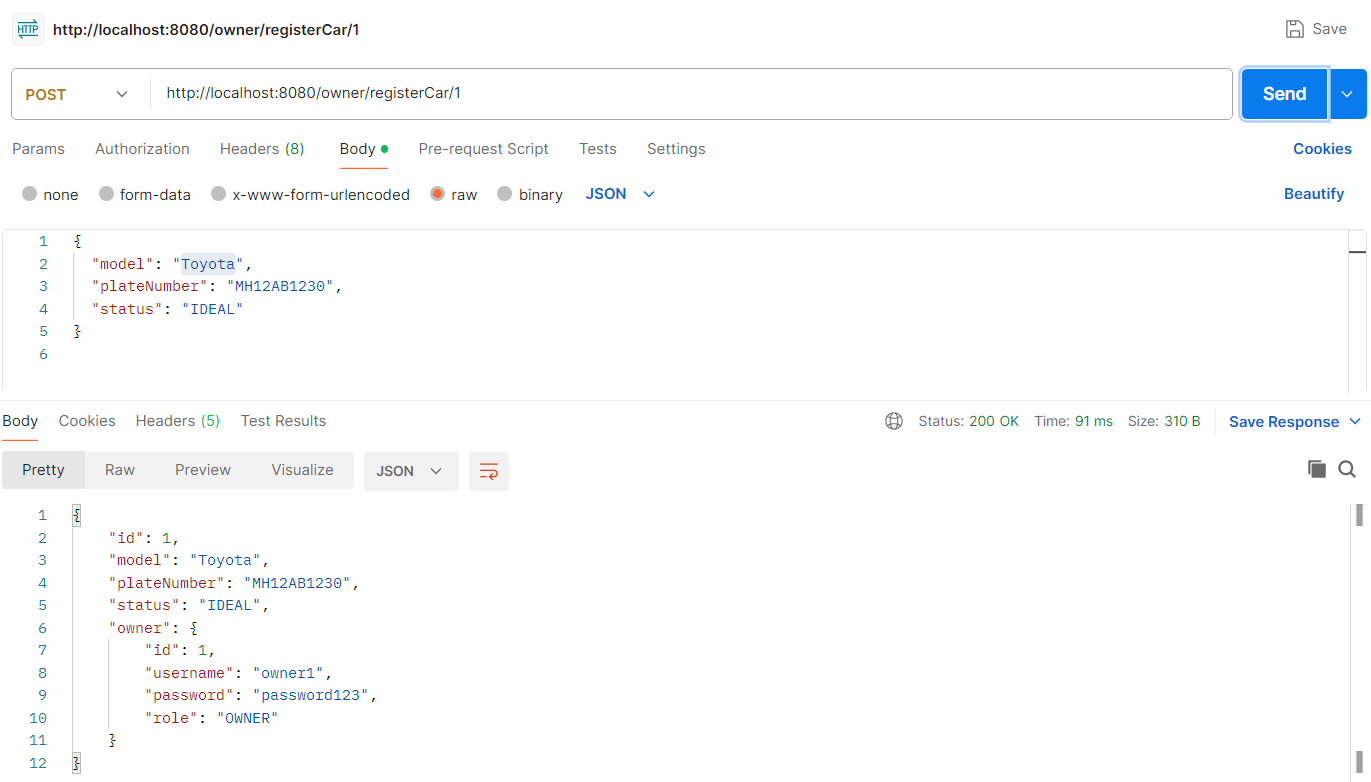 HTTP http://localhost:8080/owner/registerCar/1 Save
POST http://localhost:8080/owner/registerCar/1 Send
Params Authorization Headers (8) Body Pre-request Script Tests Settings Cookies
none form-data x-www-form-urlencoded raw binary JSON Beautify
1 {
2 "model": "Toyota",
3 "plateNumber": "MH12AB1230",
4 "status": "IDEAL"
5 }
6
Body Cookies Headers (5) Test Results Status: 200 OK Time: 91 ms Size: 310 B Save Response
Pretty Raw Preview Visualize JSON
1 {
2 "id": 1,
3 "model": "Toyota",
4 "plateNumber": "MH12AB1230",
5 "status": "IDEAL",
6 "owner": {
7 "id": 1,
8 "username": "owner1",
9 "password": "password123",
10 "role": "OWNER"
11 }
12 }